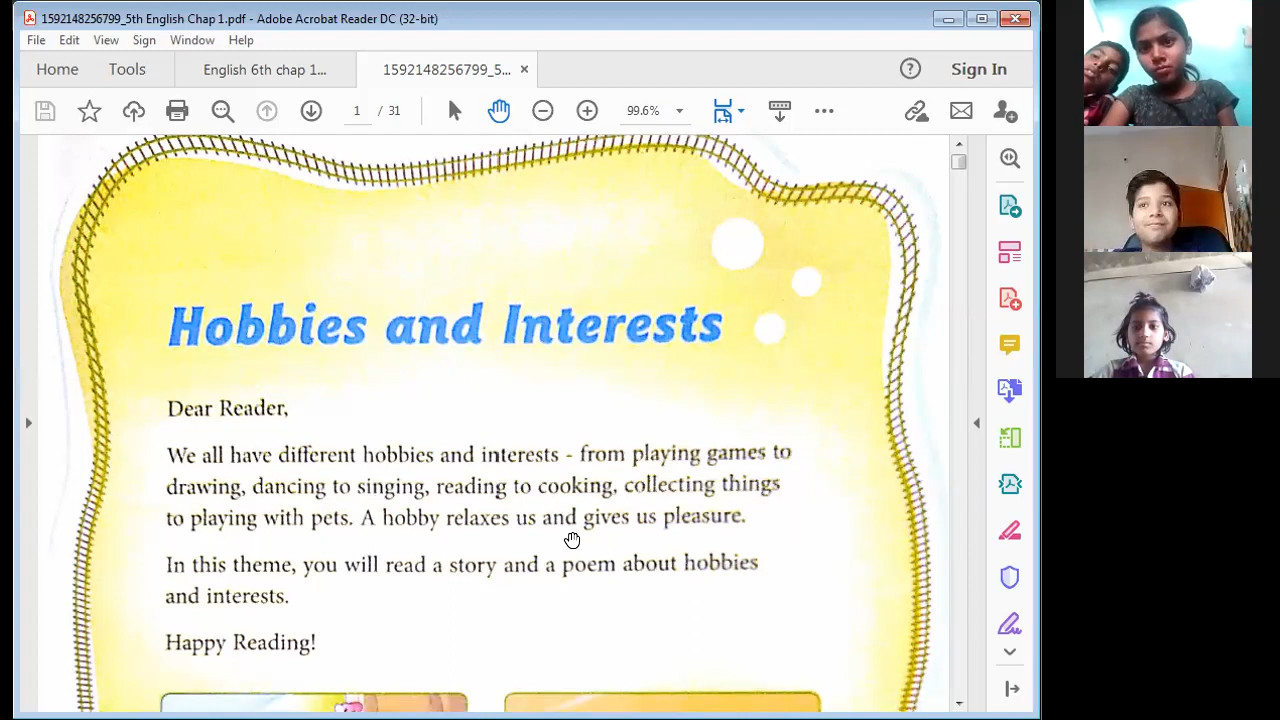 1592148256799_5th English Chap 1.pdf - Adobe Acrobat Reader DC (32-bit)
File Edit View Sign Window Help
Home Tools English 6th chap 1... 1592148256799_5... × Sign In
1 / 31 99.6%
Hobbies and Interests
Dear Reader,
We all have different hobbies and interests - from playing games to
drawing, dancing to singing, reading to cooking, collecting things
to playing with pets. A hobby relaxes us and gives us pleasure.
In this theme, you will read a story and a poem about hobbies
and interests.
Happy Reading!